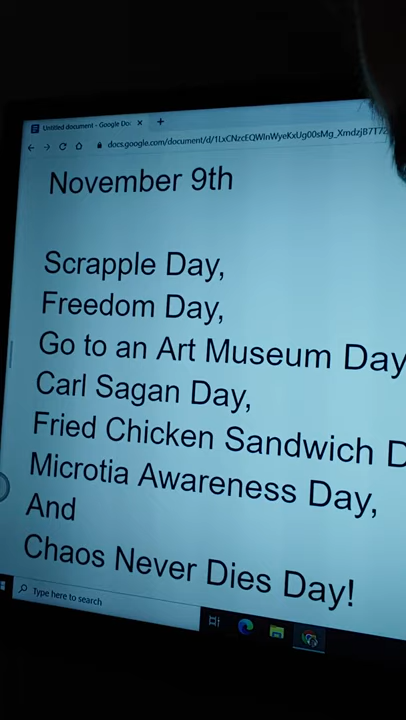 Untitled document - Google Do
docs.google.com/document/d/
November 9th
Scrapple Day,
Freedom Day,
Go to an Art Museum Day
Carl Sagan Day,
Fried Chicken Sandwich D
Microtia Awareness Day,
And
Chaos Never Dies Day!
Type here to search